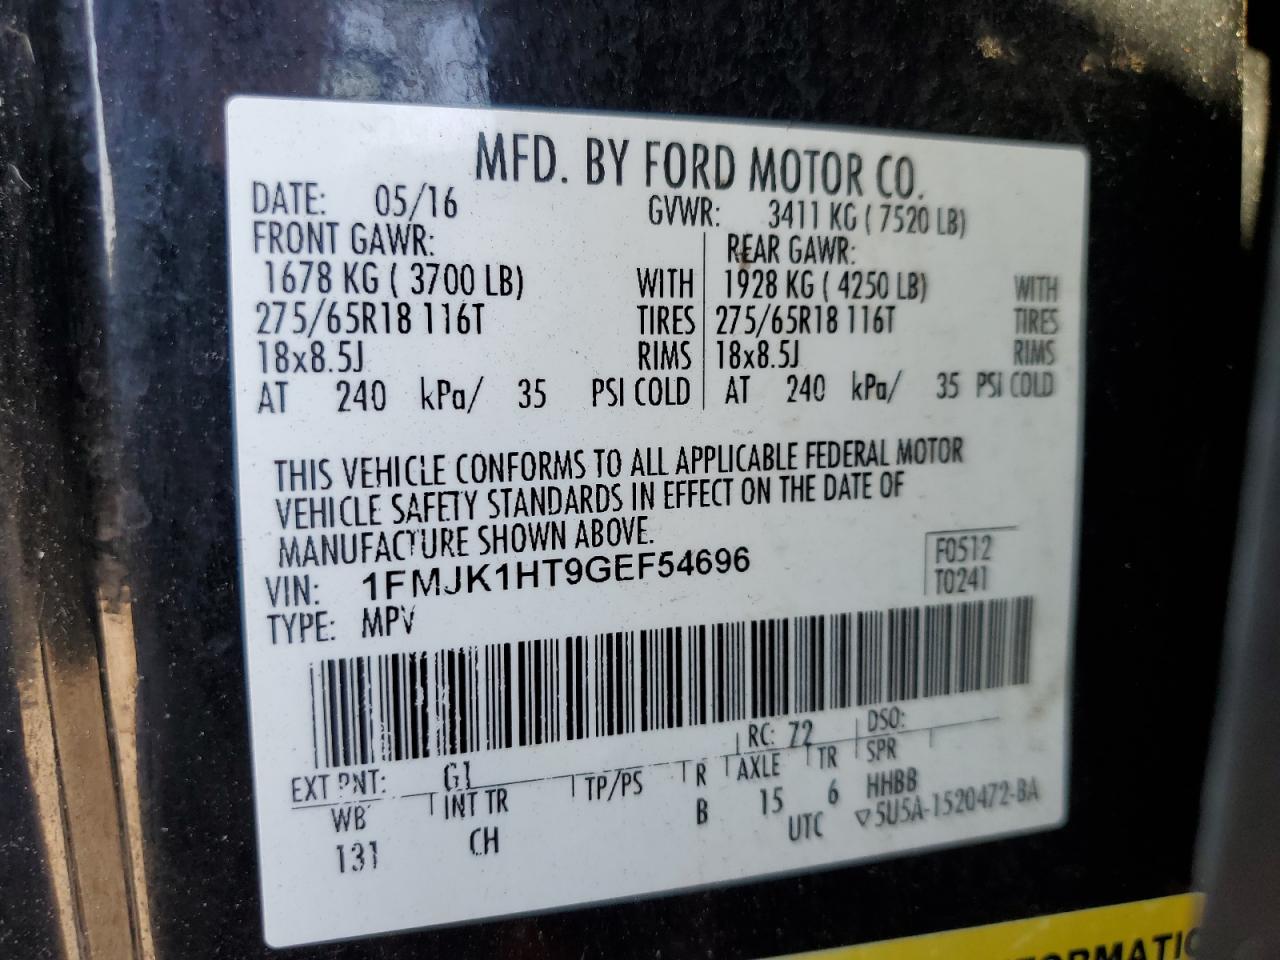 MFD. BY FORD MOTOR CO.
DATE: 05/16 GVWR: 3411 KG ( 7520 LB)
FRONT GAWR: REAR GAWR:
1678 KG ( 3700 LB) WITH 1928 KG ( 4250 LB) WITH
275/65R18 116T TIRES 275/65R18 116T TIRES
18x8.5J RIMS 18x8.5J RIMS
AT 240 kPa/ 35 PSI COLD AT 240 kPa/ 35 PSI COLD
THIS VEHICLE CONFORMS TO ALL APPLICABLE FEDERAL MOTOR
VEHICLE SAFETY STANDARDS IN EFFECT ON THE DATE OF
MANUFACTURE SHOWN ABOVE.
VIN: 1FMJK1HT9GEF54696 F0512
TYPE: MPV T0241
EXT PNT: G1 RC: 72 DSO:
WB INT TR TP/PS R AXLE TR SPR
131 CH B 15 6 HHBB
UTC ▽5U5A-1520472-BA